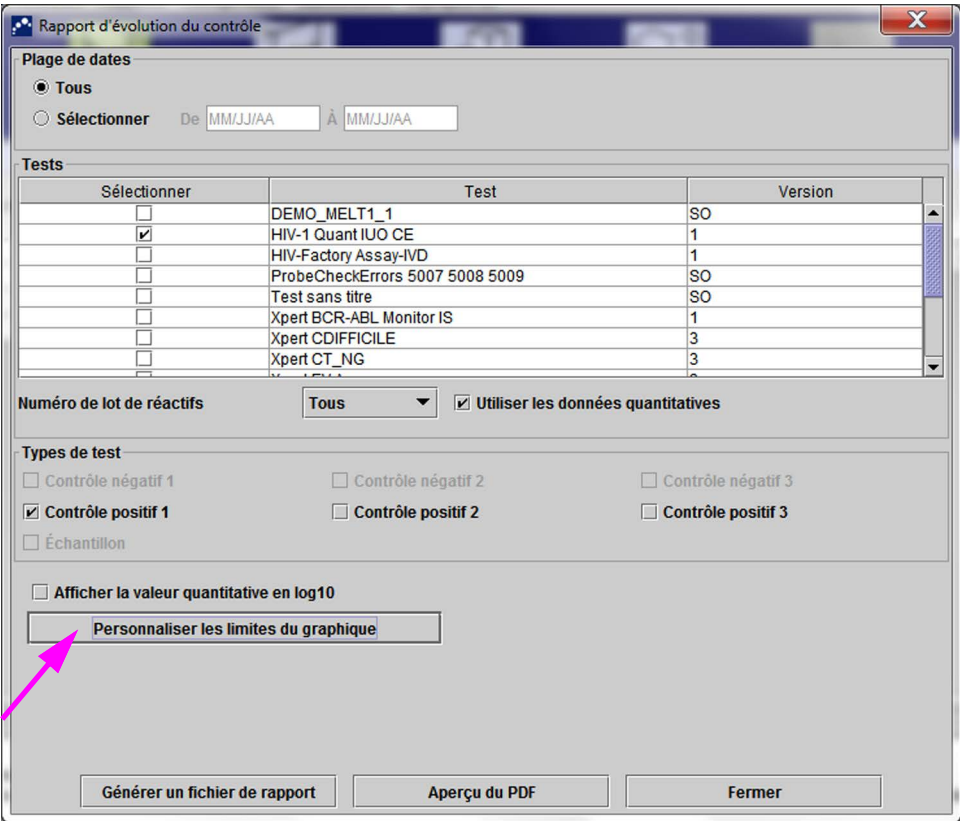 Rapport d'évolution du contrôle
Plage de dates
Tous
Sélectionner De MM/JJ/AA À MM/JJ/AA
Tests
Sélectionner Test Version
DEMO_MELT1_1 SO
HIV-1 Quant IUO CE 1
HIV-Factory Assay-IVD 1
ProbeCheckErrors 5007 5008 5009 SO
Test sans titre SO
Xpert BCR-ABL Monitor IS 1
Xpert CDIFFICILE 3
Xpert CT_NG 3
Numéro de lot de réactifs Tous Utiliser les données quantitatives
Types de test
Contrôle négatif 1 Contrôle négatif 2 Contrôle négatif 3
Contrôle positif 1 Contrôle positif 2 Contrôle positif 3
Échantillon
Afficher la valeur quantitative en log10
Personnaliser les limites du graphique
Générer un fichier de rapport Aperçu du PDF Fermer